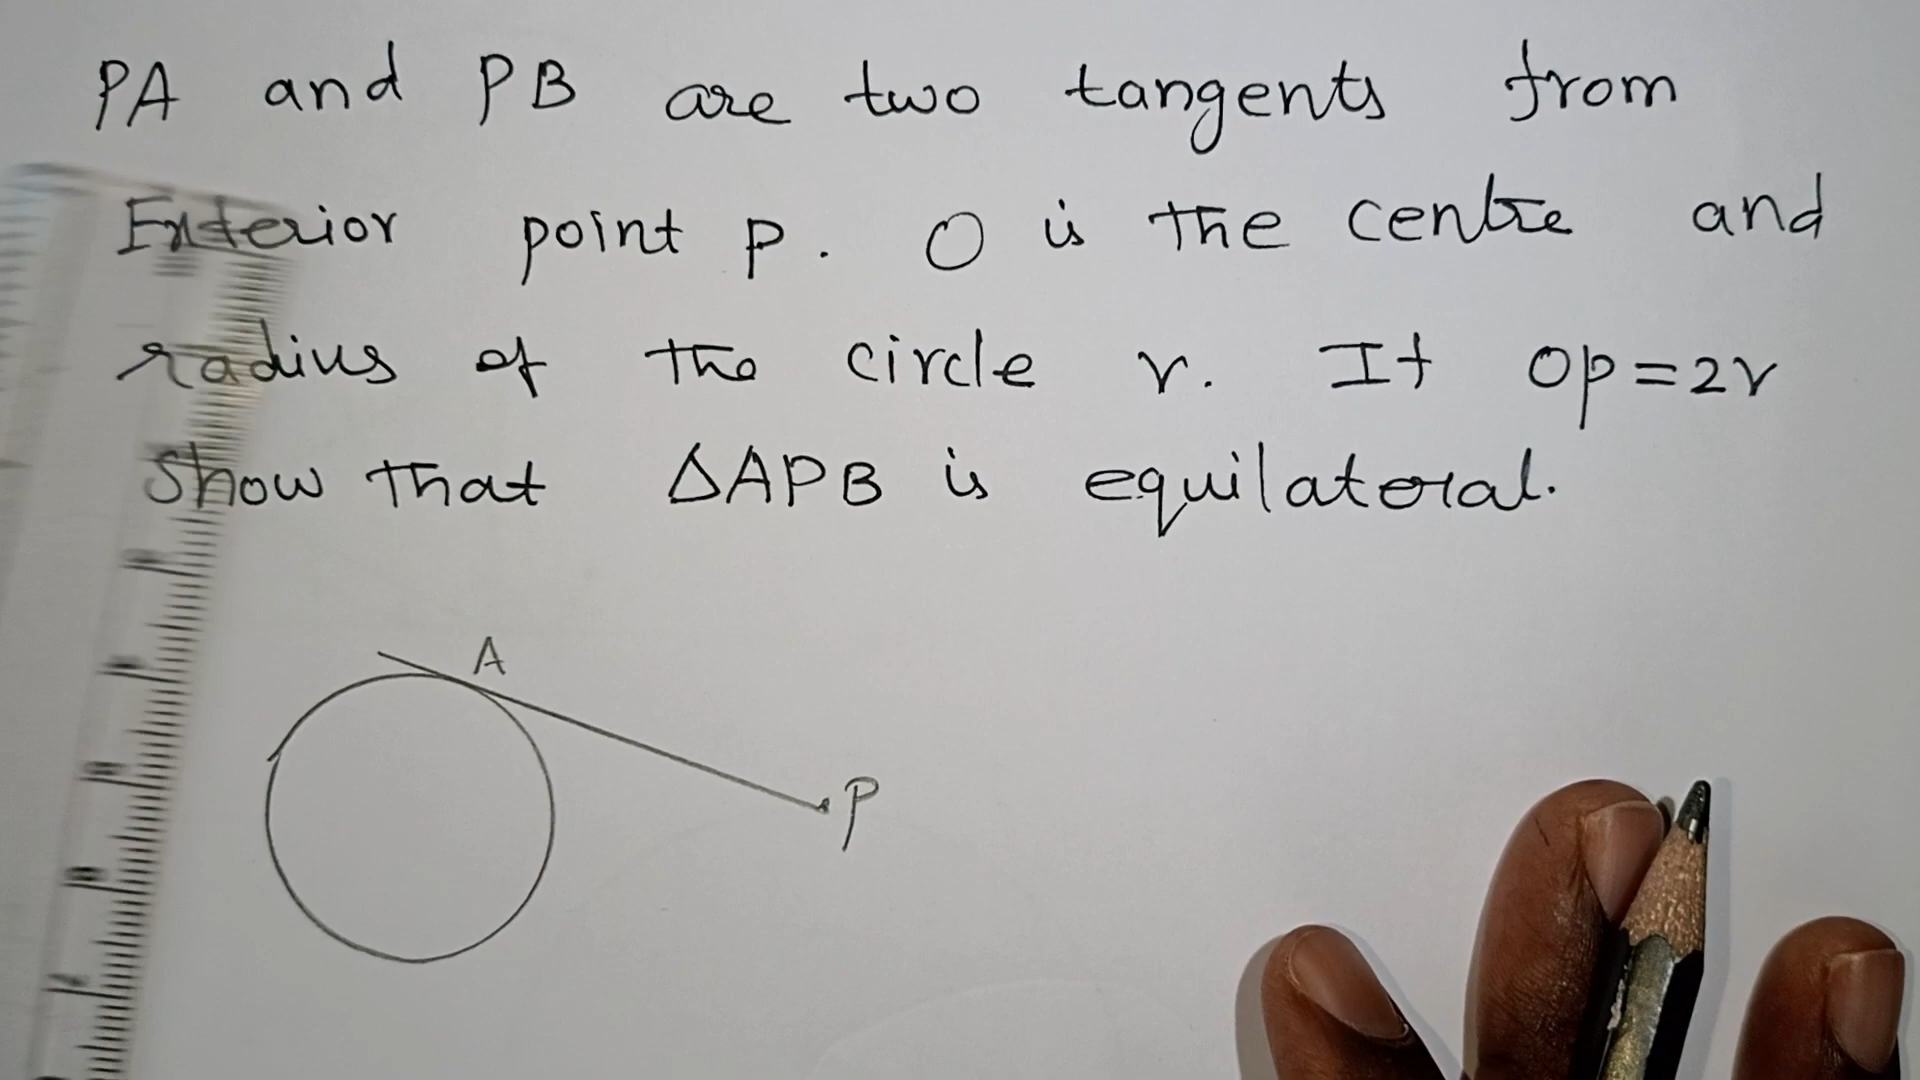 PA and PB are two tangents from
Exterior point P. O is the centre and
radius of the circle r. If OP=2r
Show that ΔAPB is equilateral.
A
P